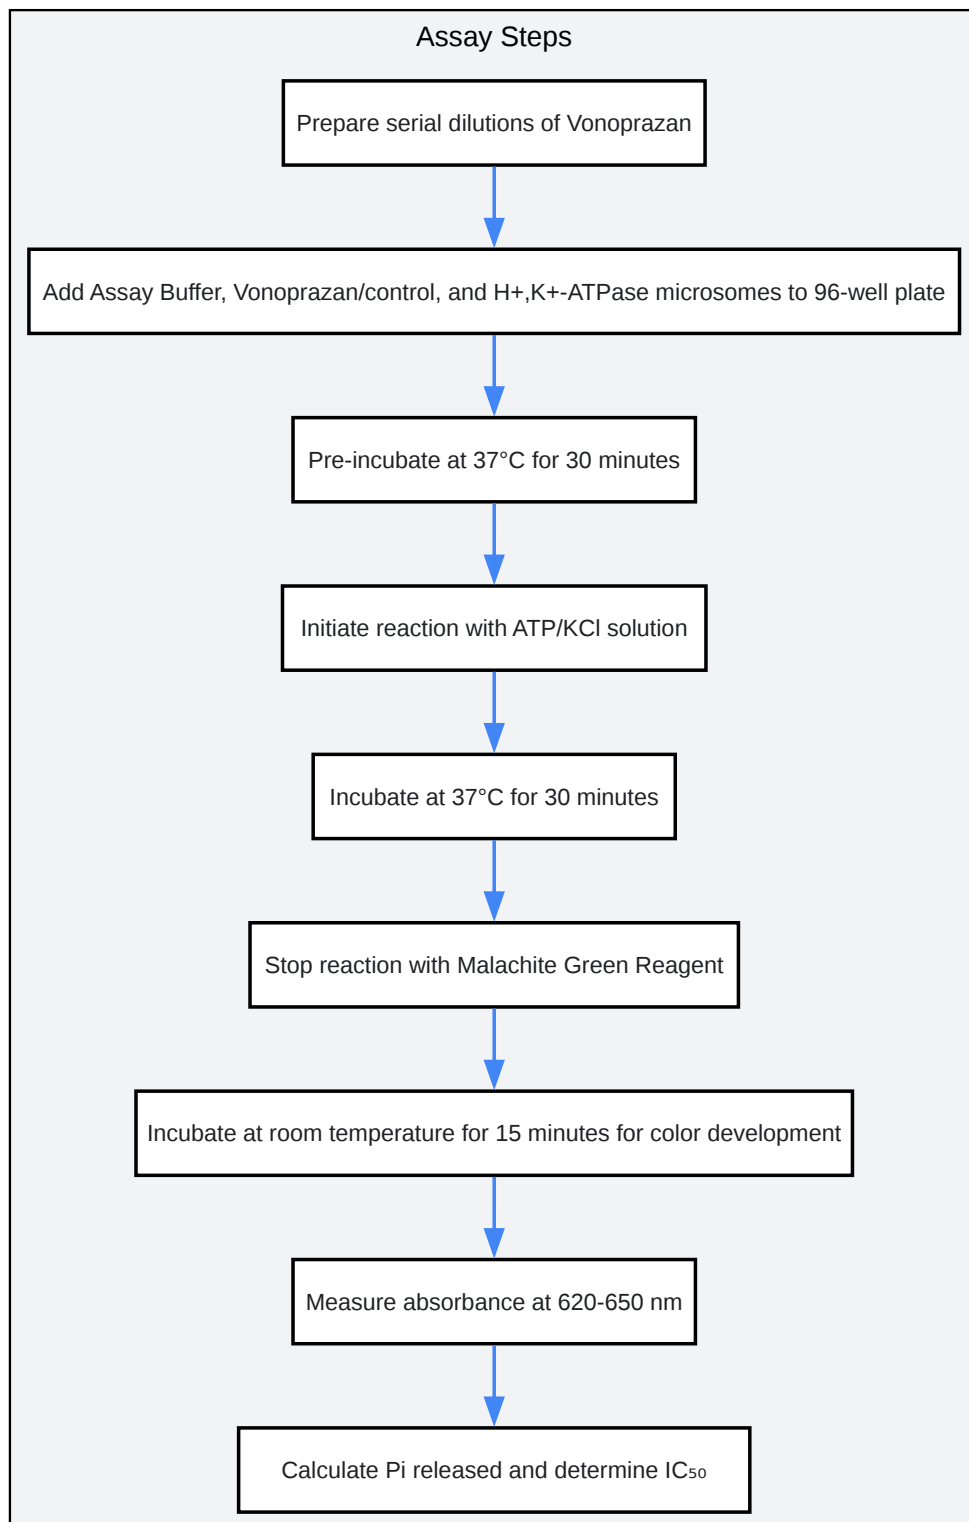 Assay Steps
Prepare serial dilutions of Vonoprazan
Add Assay Buffer, Vonoprazan/control, and H+,K+-ATPase microsomes to 96-well plate
Pre-incubate at 37°C for 30 minutes
Initiate reaction with ATP/KCl solution
Incubate at 37°C for 30 minutes
Stop reaction with Malachite Green Reagent
Incubate at room temperature for 15 minutes for color development
Measure absorbance at 620-650 nm
Calculate Pi released and determine IC₅₀